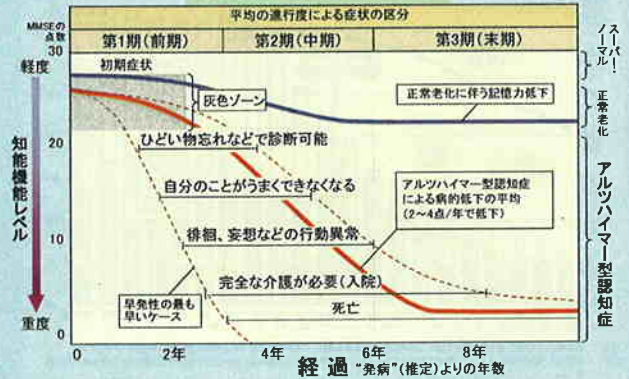 平均の進行度による症状の区分
MMSEの
点数
第1期(前期)
第2期(中期)
第3期(末期)
30
初期症状
スーパー・
ノーマル
軽度
灰色ゾーン
正常老化に伴う記憶力低下
正常老化
20
ひどい物忘れなどで診断可能
自分のことがうまくできなくなる
アルツハイマー型認知症
による病的低下の平均
(2～4点/年で低下)
知能機能レベル
アルツハイマー型認知症
10
徘徊、妄想などの行動異常
完全な介護が必要(入院)
早発性の最も
早いケース
死亡
重度
0
0
2年
4年
6年
8年
経過 "発病"(推定)よりの年数